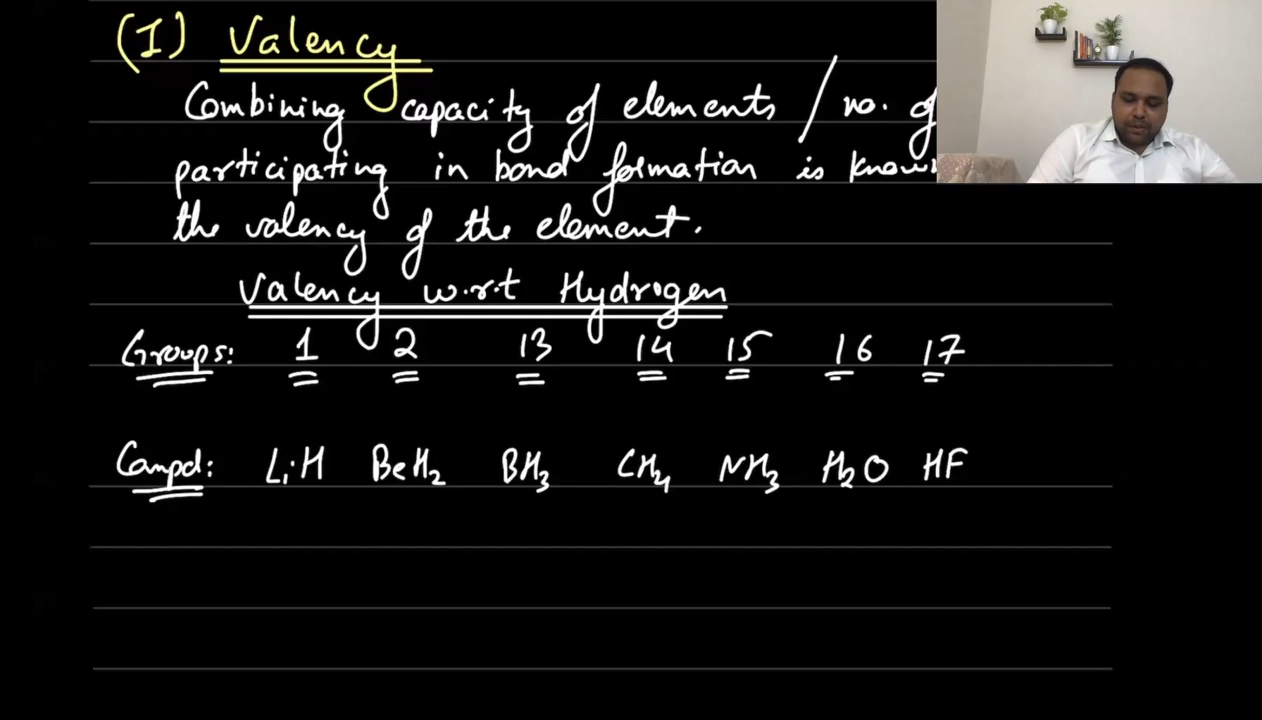 (I) Valency
Combining capacity of elements / no. of
participating in bond formation is know
the valency of the element.
Valency w.r.t Hydrogen
Groups: 1 2 13 14 15 16 17
Compd: LiH BeH₂ BH₃ CH₄ NH₃ H₂O HF